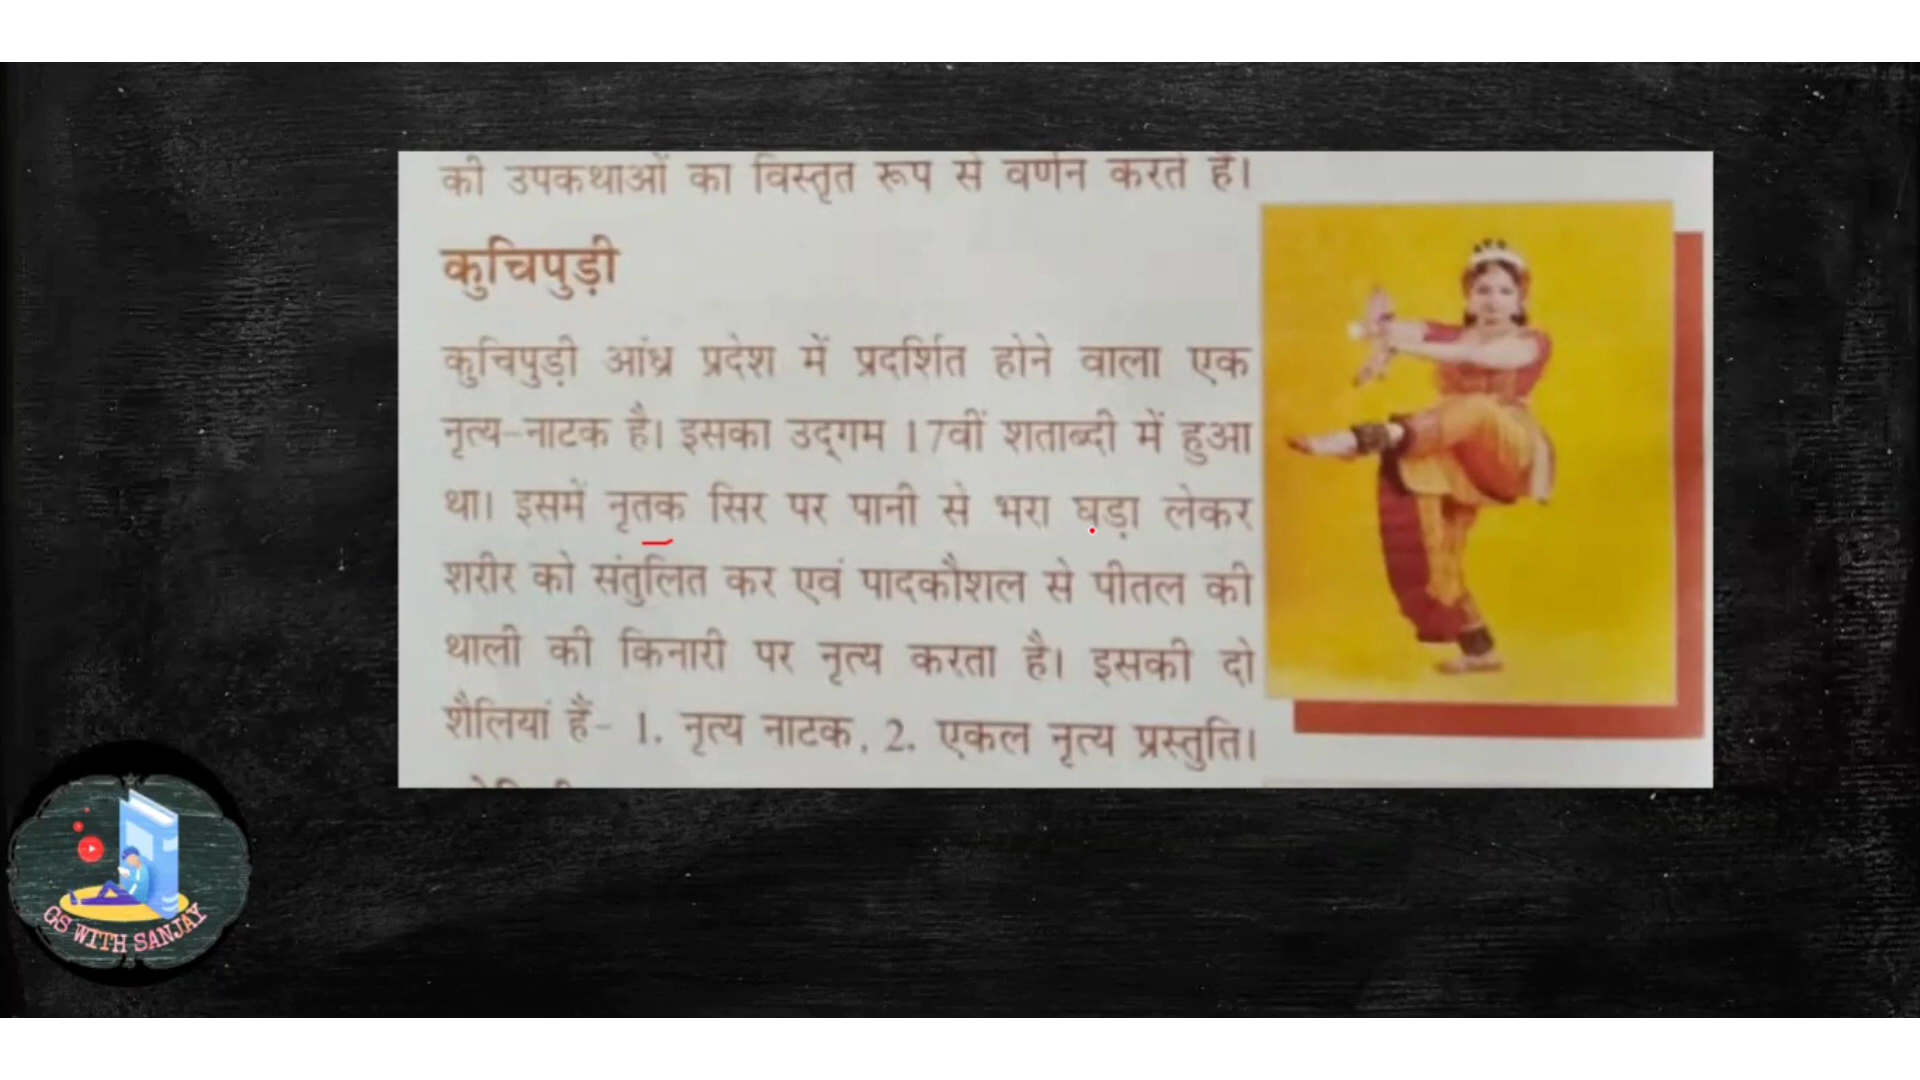 की उपकथाओं का विस्तृत रूप से वर्णन करते हैं।
कुचिपुड़ी
कुचिपुड़ी आंध्र प्रदेश में प्रदर्शित होने वाला एक
नृत्य-नाटक है। इसका उद्गम 17वीं शताब्दी में हुआ
था। इसमें नृतक सिर पर पानी से भरा घड़ा लेकर
शरीर को संतुलित कर एवं पादकौशल से पीतल की
थाली की किनारी पर नृत्य करता है। इसकी दो
शैलियां हैं- 1. नृत्य नाटक, 2. एकल नृत्य प्रस्तुति।
GS WITH SANJAY